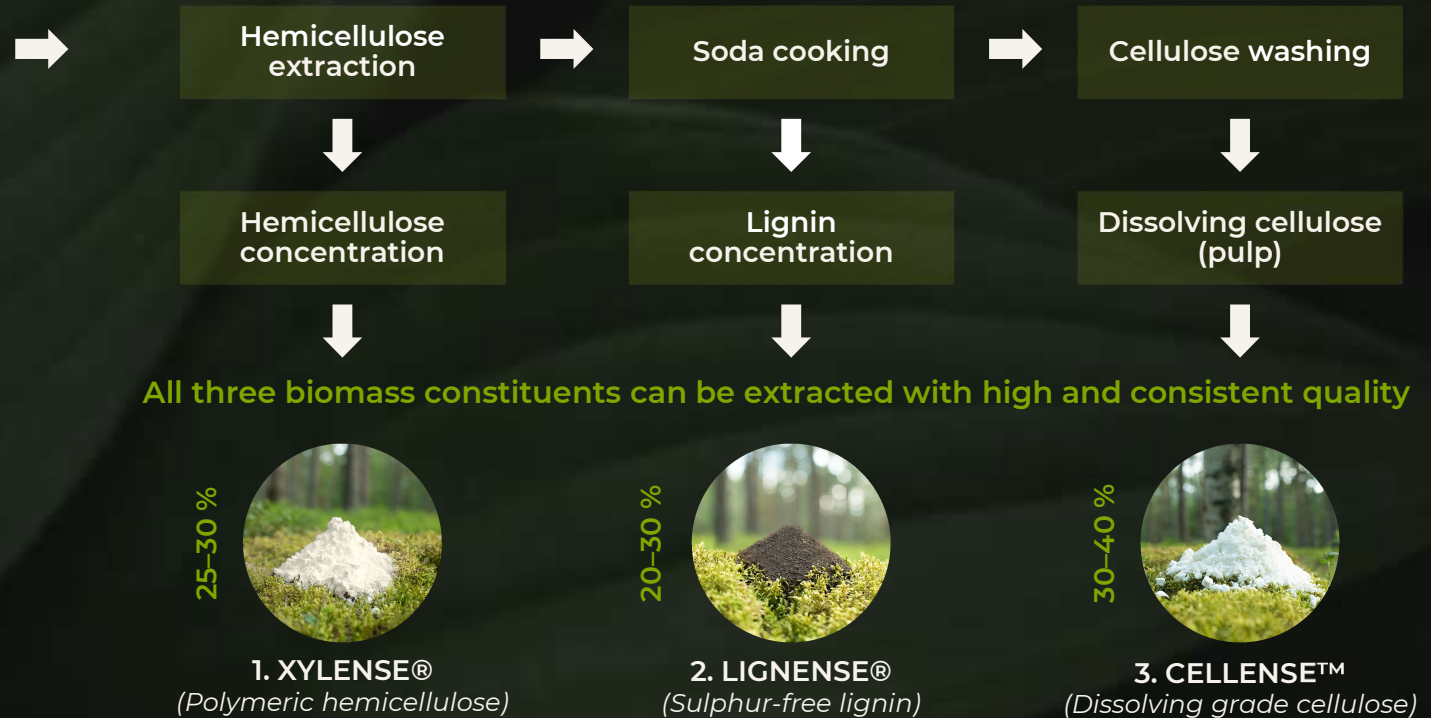 Hemicellulose
extraction
Soda cooking
Cellulose washing
Hemicellulose
concentration
Lignin
concentration
Dissolving cellulose
(pulp)
All three biomass constituents can be extracted with high and consistent quality
25–30 %
20–30 %
30–40 %
1. XYLENSE®
(Polymeric hemicellulose)
2. LIGNENSE®
(Sulphur-free lignin)
3. CELLENSE™
(Dissolving grade cellulose)